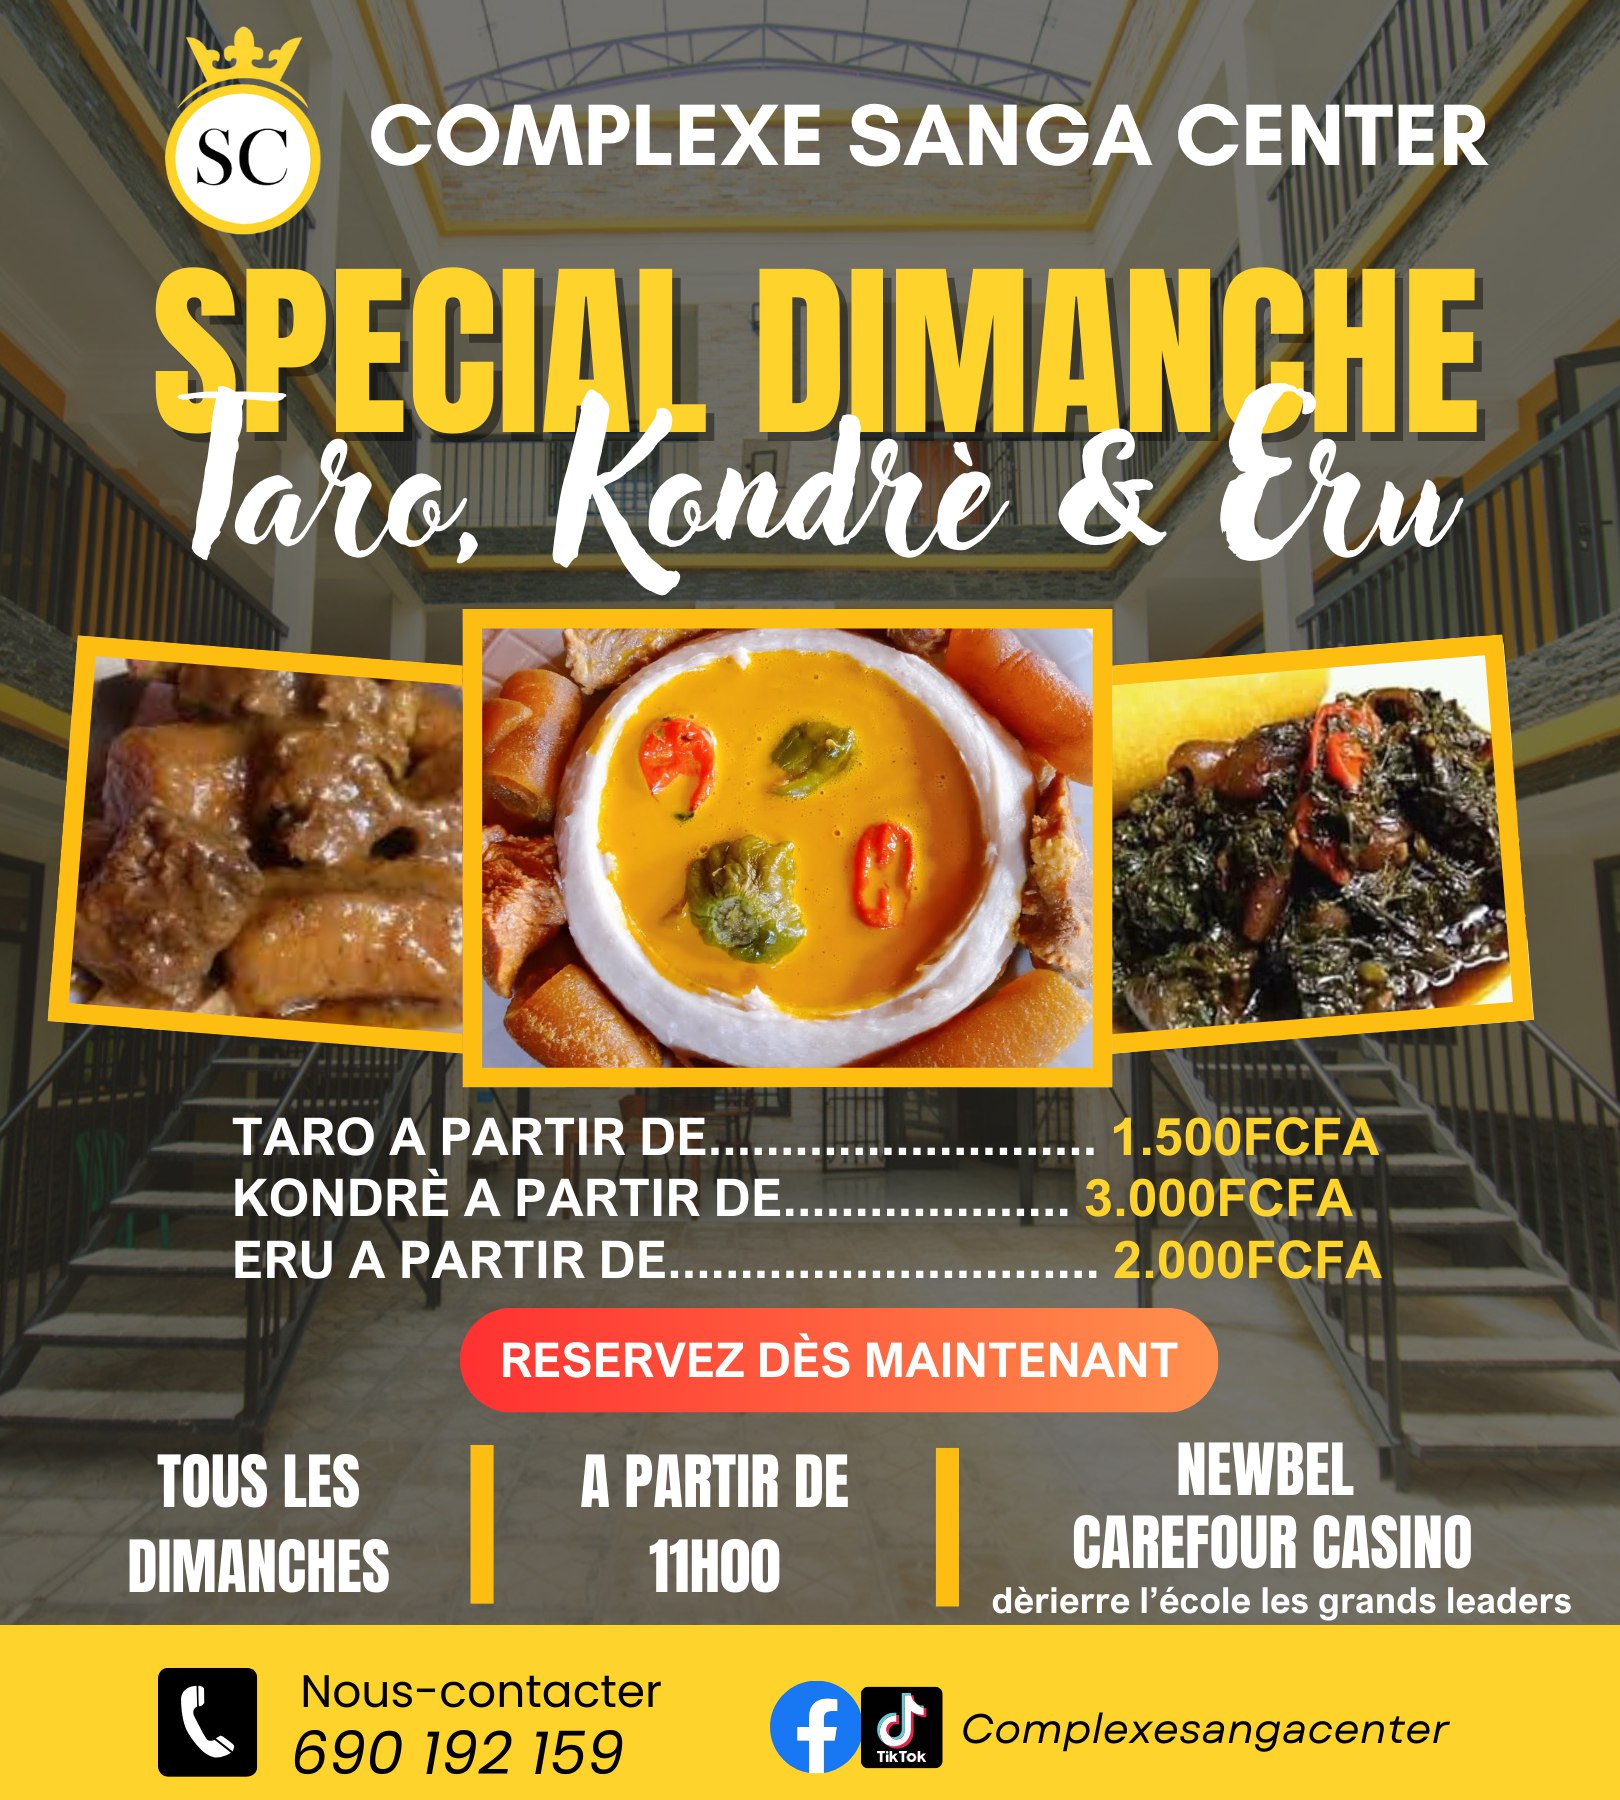 SC
COMPLEXE SANGA CENTER
SPECIAL DIMANCHE
Taro, Kondrè & Eru
TARO A PARTIR DE........................... 1.500FCFA
KONDRÈ A PARTIR DE.................... 3.000FCFA
ERU A PARTIR DE.............................. 2.000FCFA
RESERVEZ DÈS MAINTENANT
TOUS LES
DIMANCHES
A PARTIR DE
11H00
NEWBEL
CAREFOUR CASINO
dèrierre l'école les grands leaders
Nous-contacter
690 192 159
TikTok
Complexesangacenter